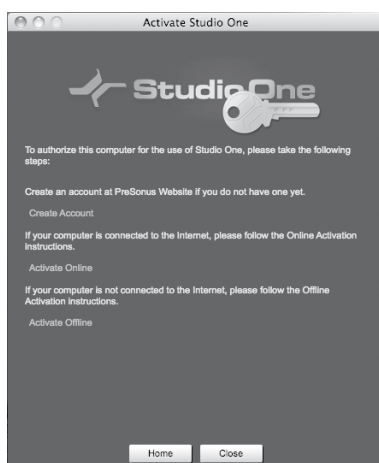 Activate Studio One
Studio One
To authorize this computer for the use of Studio One, please take the following
steps:
Create an account at PreSonus Website if you do not have one yet.
Create Account
If your computer is connected to the Internet, please follow the Online Activation
instructions.
Activate Online
If your computer is not connected to the Internet, please follow the Offline
Activation instructions.
Activate Offline
Home Close